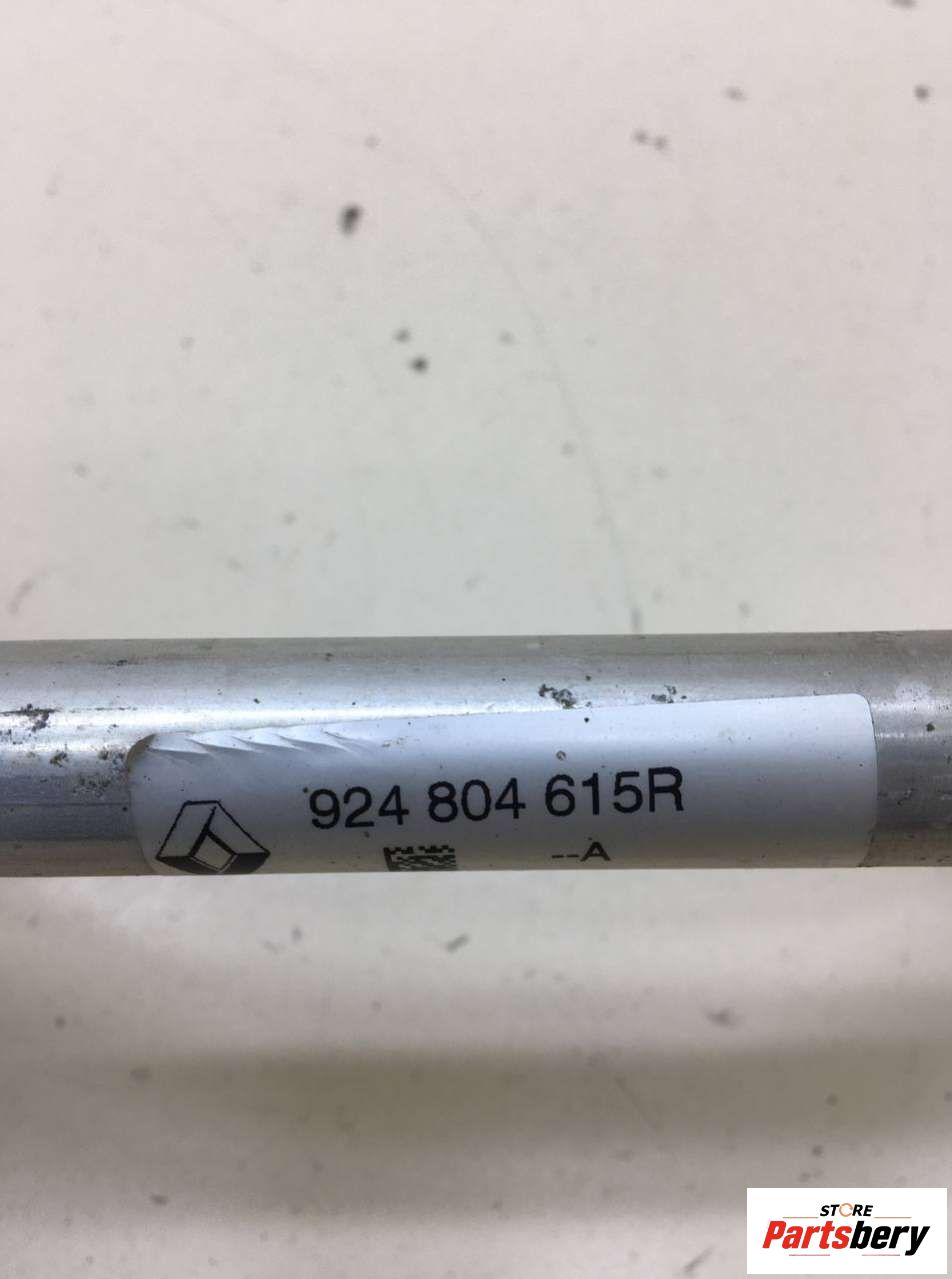 924 804 615R
--A
STORE
Partsbery